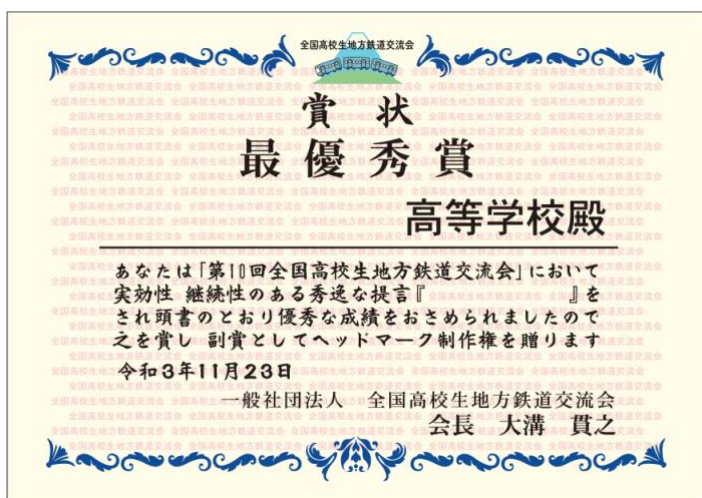 全国高校生地方鉄道交流会
賞 状
最優秀賞
高等学校殿
あなたは「第10回全国高校生地方鉄道交流会」において
実効性 継続性のある秀逸な提言『　　　　　』を
され頭書のとおり優秀な成績をおさめられましたので
之を賞し 副賞としてヘッドマーク制作権を贈ります
令和3年11月23日
一般社団法人　全国高校生地方鉄道交流会
会長　大溝　貫之